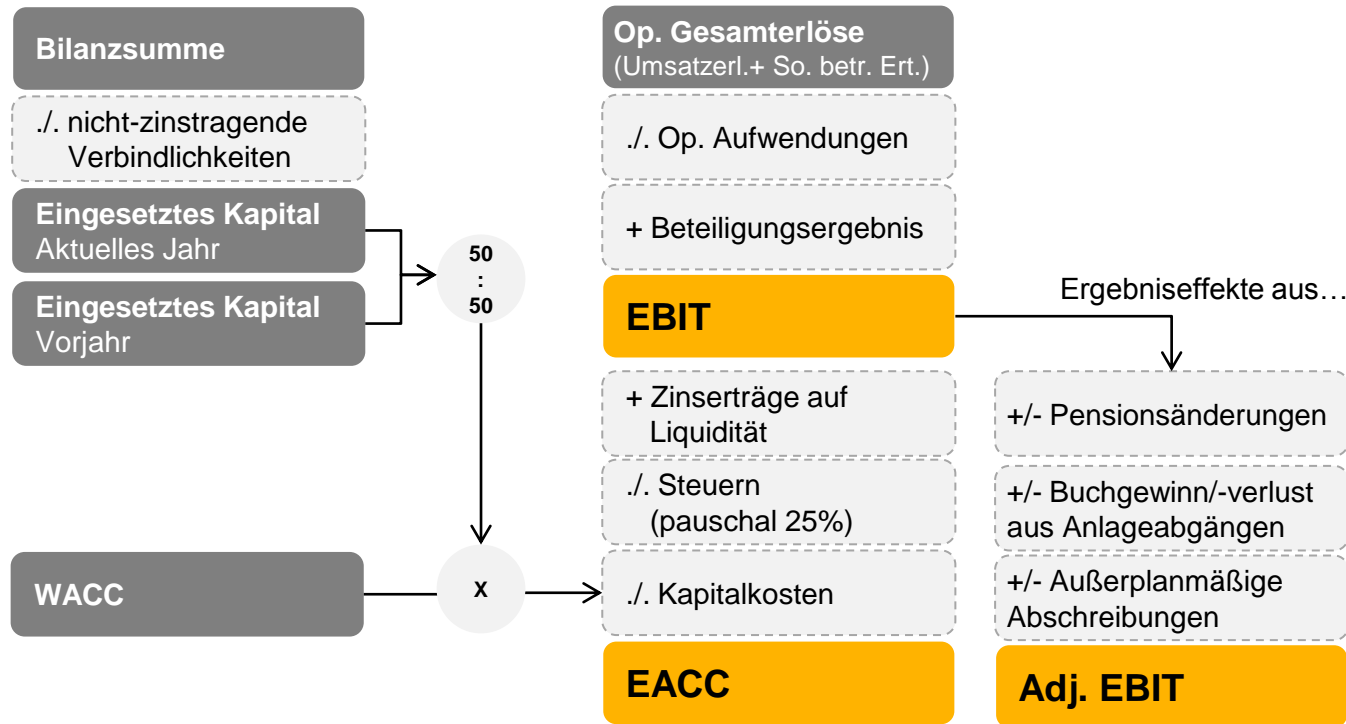 Bilanzsumme
./. nicht-zinstragende
Verbindlichkeiten
Eingesetztes Kapital
Aktuelles Jahr
Eingesetztes Kapital
Vorjahr
50
:
50
WACC
x
Op. Gesamterlöse
(Umsatzerl.+ So. betr. Ert.)
./. Op. Aufwendungen
+ Beteiligungsergebnis
EBIT
+ Zinserträge auf
Liquidität
./. Steuern
(pauschal 25%)
./. Kapitalkosten
EACC
Ergebniseffekte aus…
+/- Pensionsänderungen
+/- Buchgewinn/-verlust
aus Anlageabgängen
+/- Außerplanmäßige
Abschreibungen
Adj. EBIT